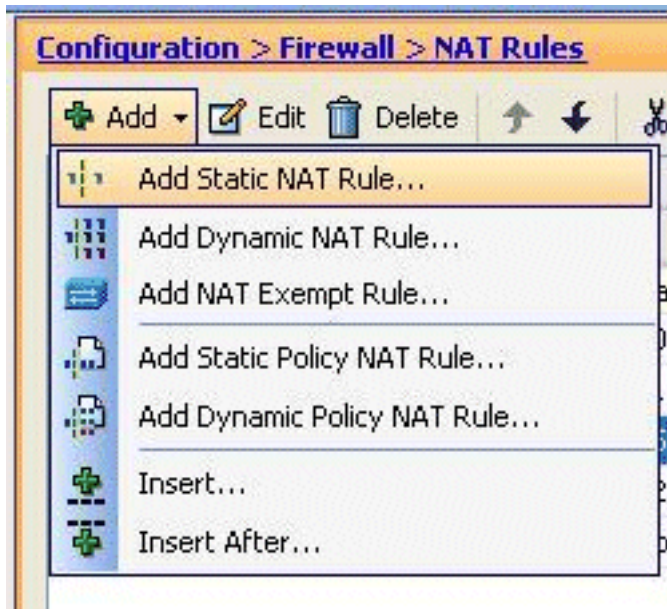 Configuration > Firewall > NAT Rules
Add Edit Delete
Add Static NAT Rule...
Add Dynamic NAT Rule...
Add NAT Exempt Rule...
Add Static Policy NAT Rule...
Add Dynamic Policy NAT Rule...
Insert...
Insert After...